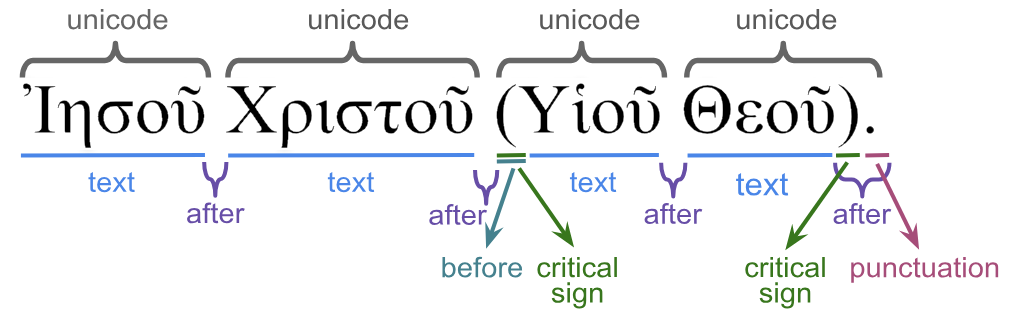 unicode unicode unicode unicode
Ἰησοῦ Χριστοῦ (Υἱοῦ Θεοῦ).
text text text text
after after after after
before critical sign critical sign punctuation